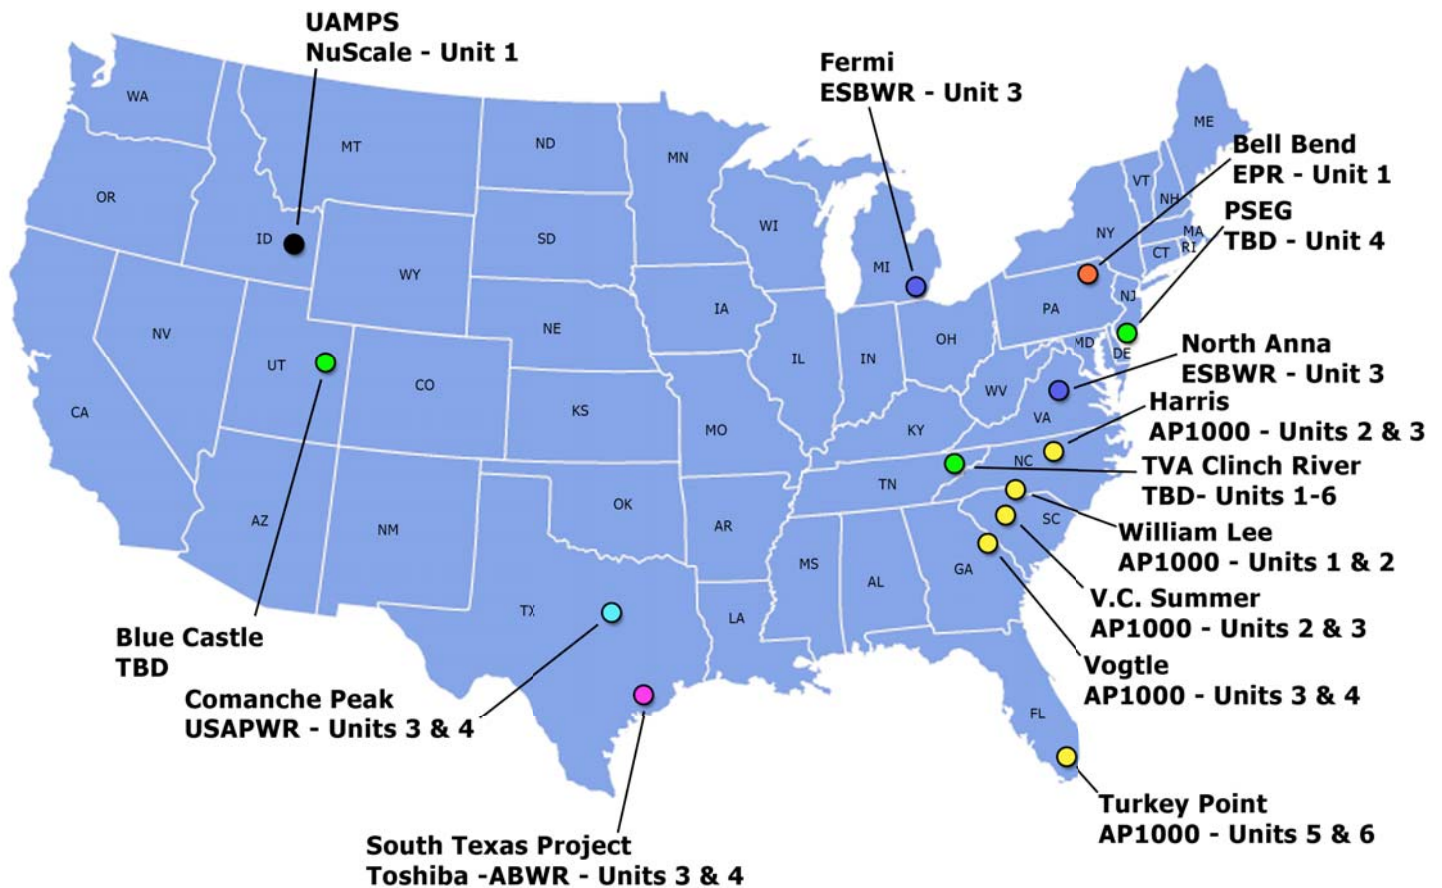 UAMPS
NuScale - Unit 1
Fermi
ESBWR - Unit 3
Bell Bend
EPR - Unit 1
PSEG
TBD - Unit 4
North Anna
ESBWR - Unit 3
Harris
AP1000 - Units 2 & 3
TVA Clinch River
TBD- Units 1-6
William Lee
AP1000 - Units 1 & 2
V.C. Summer
AP1000 - Units 2 & 3
Vogtle
AP1000 - Units 3 & 4
Turkey Point
AP1000 - Units 5 & 6
South Texas Project
Toshiba -ABWR - Units 3 & 4
Comanche Peak
USAPWR - Units 3 & 4
Blue Castle
TBD
WA
OR
CA
NV
ID
MT
WY
UT
AZ
CO
NM
ND
SD
NE
KS
OK
TX
MN
IA
MO
AR
LA
WI
IL
MS
MI
IN
KY
TN
AL
OH
WV
VA
NC
SC
GA
FL
PA
NY
MD
DE
NJ
CT
RI
MA
VT
NH
ME